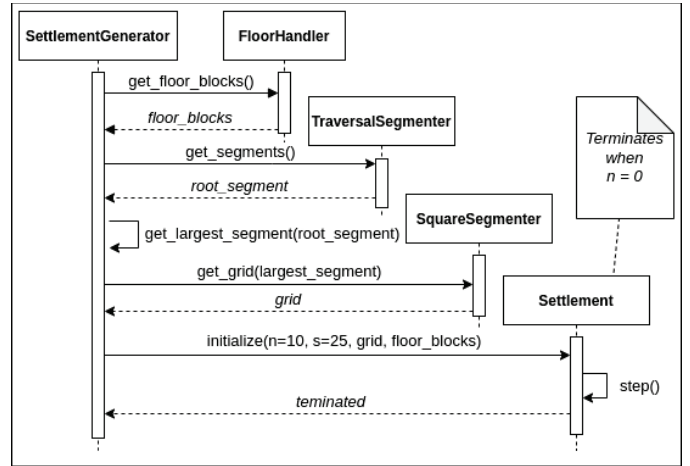 SettlementGenerator
FloorHandler
get_floor_blocks()
floor_blocks
TraversalSegmenter
Terminates
when
n = 0
get_segments()
root_segment
SquareSegmenter
get_largest_segment(root_segment)
get_grid(largest_segment)
grid
Settlement
initialize(n=10, s=25, grid, floor_blocks)
step()
teminated